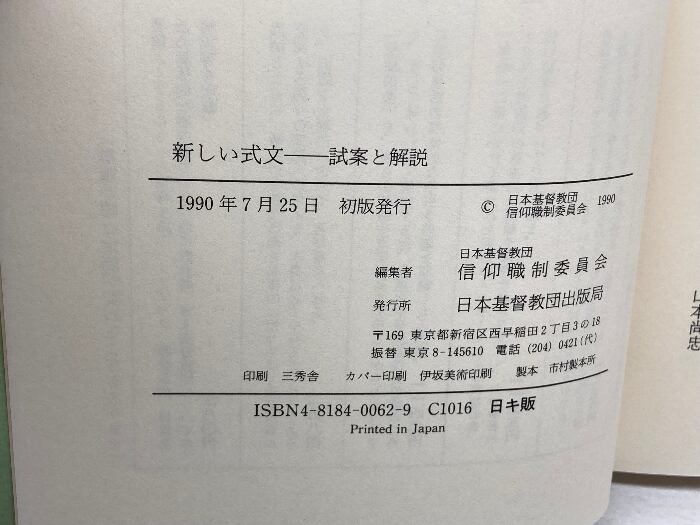 新しい式文――試案と解説
1990年7月25日 初版発行 © 日本基督教団 信仰職制委員会 1990
日本基督教団
編集者 信仰職制委員会
発行所 日本基督教団出版局
〒169 東京都新宿区西早稲田2丁目3の18
振替 東京8-145610 電話 (204) 0421(代)
印刷 三秀舎 カバー印刷 伊坂美術印刷 製本 市村製本所
ISBN4-8184-0062-9 C1016 日キ販
Printed in Japan
山本尚忠